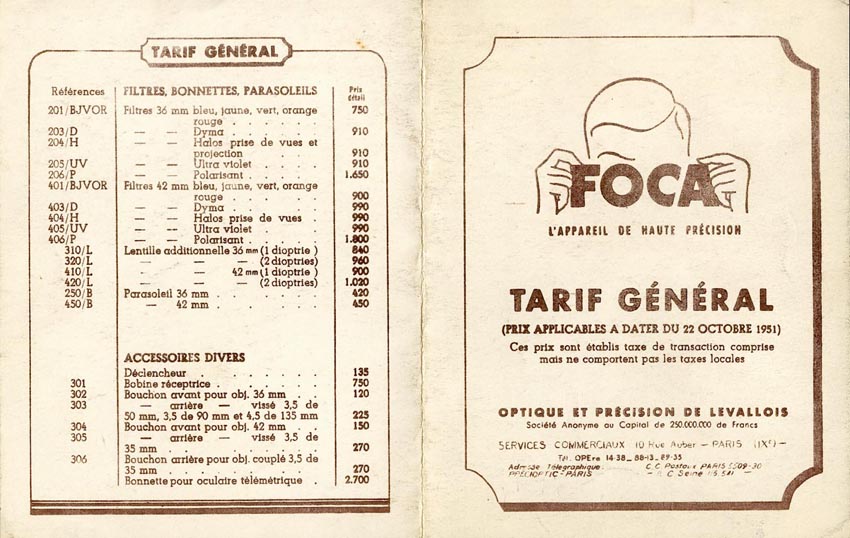 TARIF GÉNÉRAL
Références FILTRES, BONNETTES, PARASOLEILS Prix détail
201/BJVOR Filtres 36 mm bleu, jaune, vert, orange
rouge . . . . . . 750
203/D — — Dyma . . . . . . 910
204/H — — Halos prise de vues et
projection . . . 910
205/UV — — Ultra violet . . . . 910
206/P — — Polarisant . . . . 1.650
401/BJVOR Filtres 42 mm bleu, jaune, vert, orange
rouge . . . . . . 900
403/D — — Dyma . . . . . . 990
404/H — — Halos prise de vues . 990
405/UV — — Ultra violet . . . . 990
406/P — — Polarisant . . . . 1.800
310/L Lentille additionnelle 36 mm (1 dioptrie) 840
320/L — — — (2 dioptries) 960
410/L — — 42 mm (1 dioptrie) 900
420/L — — — (2 dioptries) 1.020
250/B Parasoleil 36 mm . . . . . . 420
450/B — 42 mm . . . . . . 450
ACCESSOIRES DIVERS
Déclencheur . . . . . . . 135
301 Bobine réceptrice . . . . . . 750
302 Bouchon avant pour obj. 36 mm . . 120
303 — arrière — vissé 3,5 de
50 mm, 3,5 de 90 mm et 4,5 de 135 mm 225
304 Bouchon avant pour obj. 42 mm . . 150
305 — arrière — vissé 3,5 de
35 mm . . . . . . . . 270
306 Bouchon arrière pour obj. couplé 3,5 de
35 mm . . . . . . . . 270
Bonnette pour oculaire télémétrique . 2.700
FOCA
L'APPAREIL DE HAUTE PRÉCISION
TARIF GÉNÉRAL
(PRIX APPLICABLES A DATER DU 22 OCTOBRE 1951)
Ces prix sont établis taxe de transaction comprise
mais ne comportent pas les taxes locales
OPTIQUE ET PRÉCISION DE LEVALLOIS
Société Anonyme au Capital de 250.000.000 de Francs
SERVICES COMMERCIAUX 10 Rue Auber — PARIS (IXe) —
Tél. OPEra 14-38 _ 88-13 _ 89-35
Adresse Télégraphique: C.C. Postaux PARIS 5509-30
PRÉCIOPTIC-PARIS C Seine